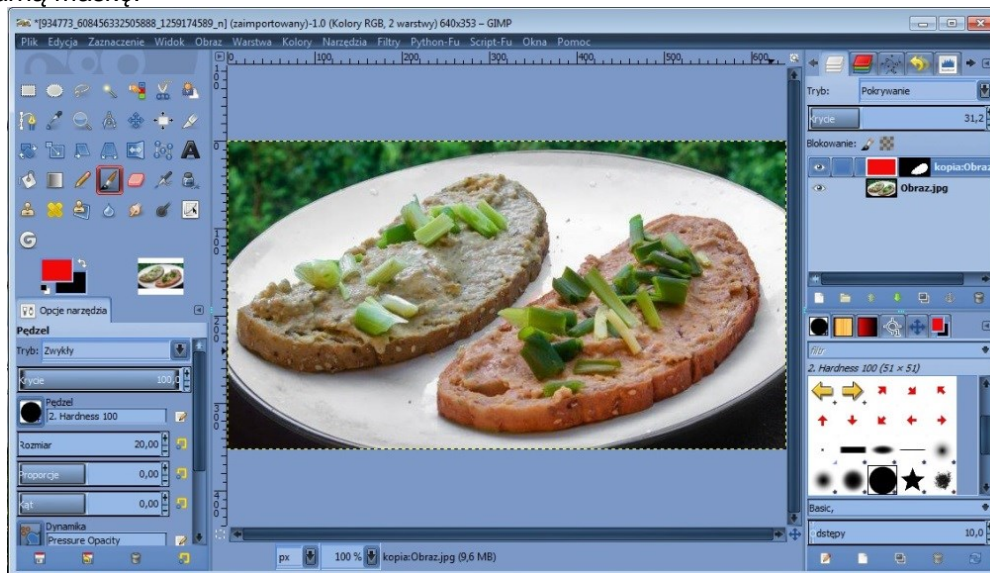 *[934773_608456332505888_1259174589_n] (zaimportowany)-1.0 (Kolory RGB, 2 warstwy) 640x353 – GIMP
Plik Edycja Zaznaczenie Widok Obraz Warstwa Kolory Narzędzia Filtry Python-Fu Script-Fu Okna Pomoc
0 100 200 300 400 500 600
Tryb: Pokrywanie
Krycie 31,2
Blokowanie:
kopia:Obraz
Obraz.jpg
Opcje narzędzia
Pędzel
Tryb: Zwykły
Krycie 100,0
Pędzel
2. Hardness 100
Rozmiar 20,00
Proporcje 0,00
Kąt 0,00
Dynamika
Pressure Opacity
filtr
2. Hardness 100 (51 × 51)
Basic,
dstępy 10,0
px 100 % kopia:Obraz.jpg (9,6 MB)